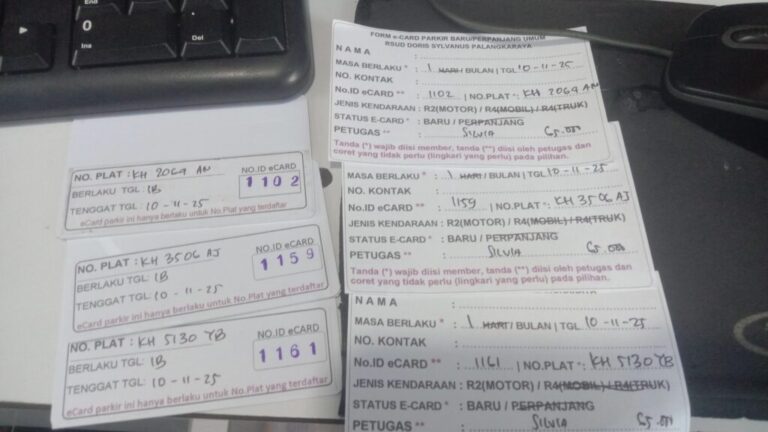 End
0
Ins
.
Del
Enter
NO. PLAT : KH 2069 AN
BERLAKU TGL: 1B
TENGGAT TGL: 10-11-25
NO.ID eCARD
1102
eCard parkir ini hanya berlaku untuk No.Plat yang terdaftar
NO. PLAT : KH 3506 AJ
BERLAKU TGL: 1B
TENGGAT TGL: 10-11-25
NO.ID eCARD
1159
eCard parkir ini hanya berlaku untuk No.Plat yang terdaftar
NO. PLAT : KH 5130 YB
BERLAKU TGL: 1B
TENGGAT TGL: 10-11-25
NO.ID eCARD
1161
eCard parkir ini hanya berlaku untuk No.Plat yang terdaftar
FORM e-CARD PARKIR BARU/PERPANJANG UMUM
RSUD DORIS SYLVANUS PALANGKARAYA
N A M A :
MASA BERLAKU * : 1 HARI / BULAN | TGL 10-11-25
NO. KONTAK :
No.ID eCARD ** : 1102 | NO.PLAT *: KH 2069 AN
JENIS KENDARAAN : R2(MOTOR) / R4(MOBIL) / R4(TRUK)
STATUS E-CARD * : BARU / PERPANJANG
PETUGAS ** : SILVIA 65.000
Tanda (*) wajib diisi member, tanda (**) diisi oleh petugas dan
coret yang tidak perlu (lingkari yang perlu) pada pilihan.
MASA BERLAKU * : 1 HARI / BULAN | TGL 10-11-25
NO. KONTAK :
No.ID eCARD ** : 1159 | NO.PLAT *: KH 3506 AJ
JENIS KENDARAAN : R2(MOTOR) / R4(MOBIL) / R4(TRUK)
STATUS E-CARD * : BARU / PERPANJANG
PETUGAS ** : SILVIA 65.000
Tanda (*) wajib diisi member, tanda (**) diisi oleh petugas dan
coret yang tidak perlu (lingkari yang perlu) pada pilihan.
N A M A :
MASA BERLAKU * : 1 HARI / BULAN | TGL 10-11-25
NO. KONTAK :
No.ID eCARD ** : 1161 | NO.PLAT *: KH 5130 YB
JENIS KENDARAAN : R2(MOTOR) / R4(MOBIL) / R4(TRUK)
STATUS E-CARD * : BARU / PERPANJANG
PETUGAS ** : SILVIA 65.000